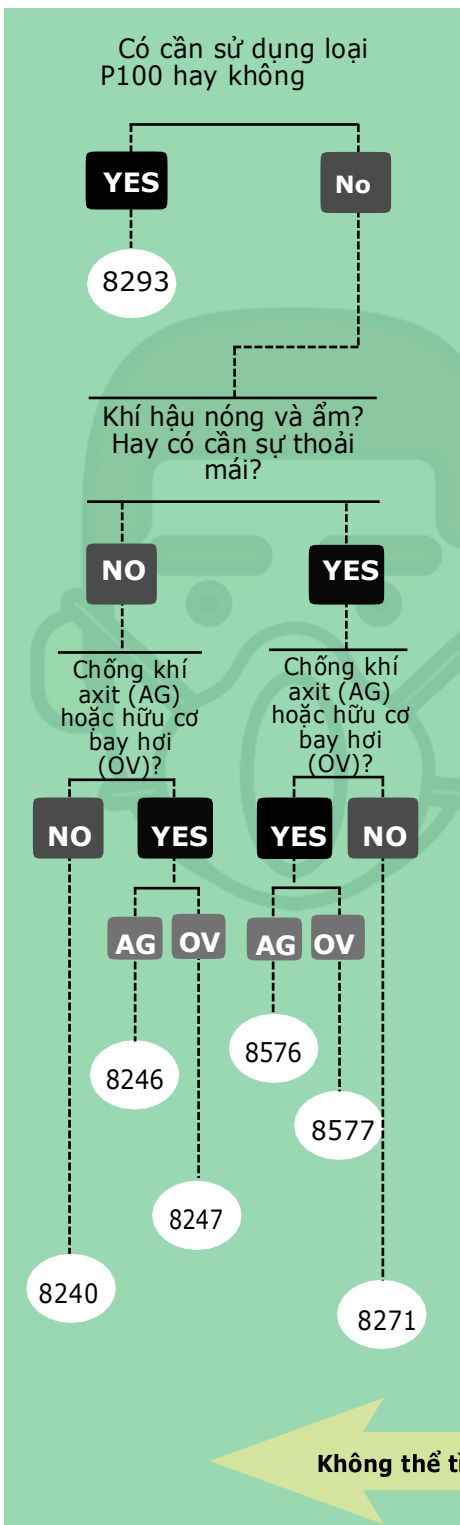 Có cần sử dụng loại
P100 hay không
YES
No
8293
Khí hậu nóng và ẩm?
Hay có cần sự thoải
mái?
NO
YES
Chống khí
axit (AG)
hoặc hữu cơ
bay hơi
(OV)?
Chống khí
axit (AG)
hoặc hữu cơ
bay hơi
(OV)?
NO
YES
YES
NO
AG
OV
AG
OV
8246
8576
8577
8247
8240
8271
Không thể